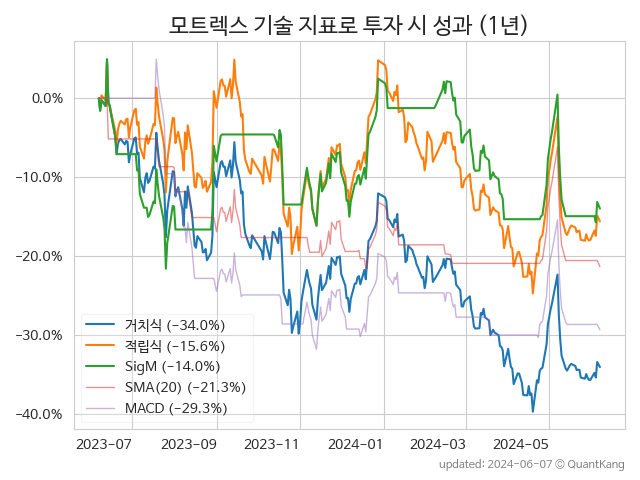 모트렉스 기술 지표로 투자 시 성과 (1년)
0.0%
−10.0%
−20.0%
−30.0%
−40.0%
거치식 (−34.0%)
적립식 (−15.6%)
SigM (−14.0%)
SMA(20) (−21.3%)
MACD (−29.3%)
2023−07 2023−09 2023−11 2024−01 2024−03 2024−05
updated: 2024−06−07 © QuantKang